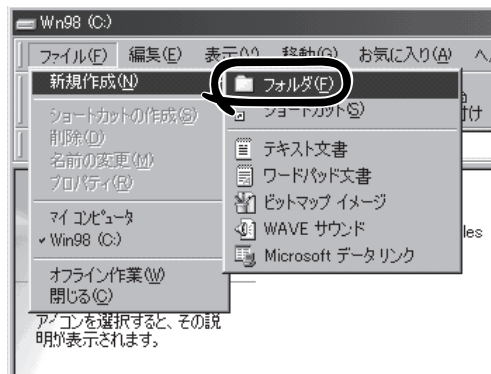 Wn98 (C:)
ファイル(F) 編集(E) 表示(V) 移動(G) お気に入り(A) ヘ
新規作成(N)
ショートカットの作成(S)
削除(D)
名前の変更(M)
プロパティ(R)
マイ コンピュータ
Win98 (C:)
オフライン作業(W)
閉じる(C)
フォルダ(F)
ショートカット(S)
テキスト文書
ワードパッド文書
ビットマップ イメージ
WAVE サウンド
Microsoft データ リンク
付け
les
アイコンを選択すると、その説
明が表示されます。